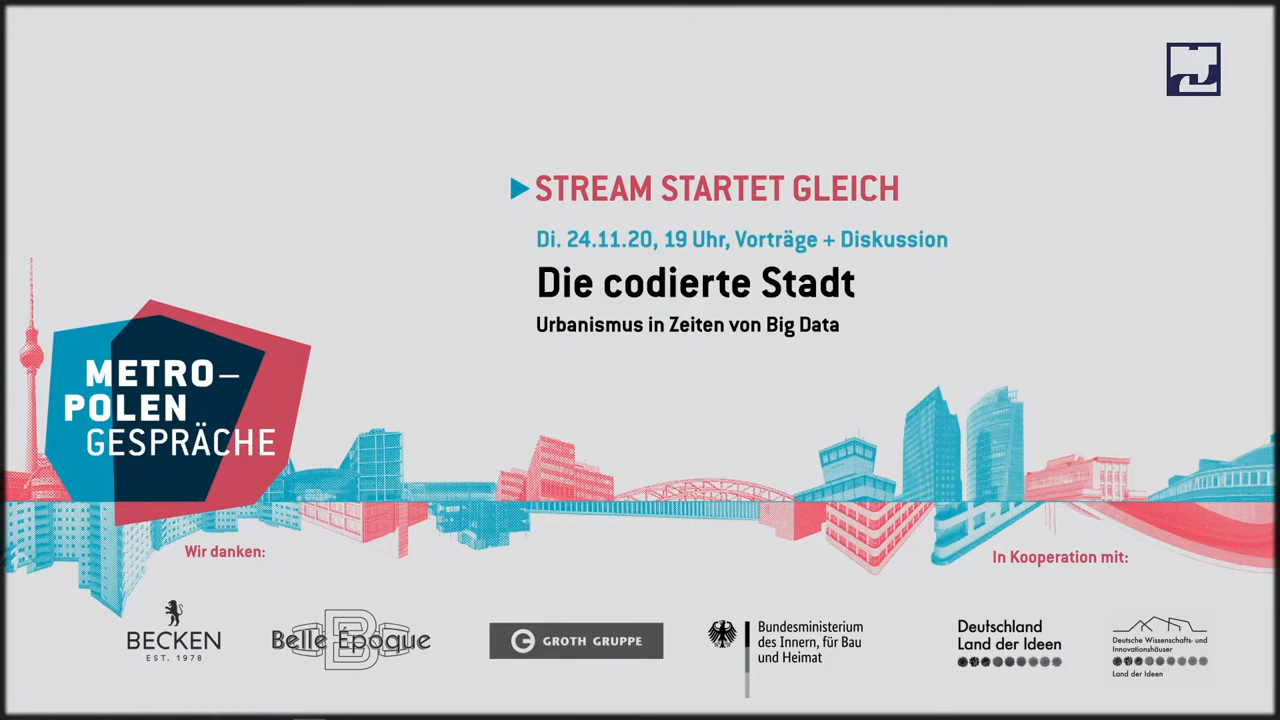 STREAM STARTET GLEICH
Di. 24.11.20, 19 Uhr, Vorträge + Diskussion
Die codierte Stadt
Urbanismus in Zeiten von Big Data
METRO–
POLEN
GESPRÄCHE
Wir danken:
In Kooperation mit:
BECKEN
EST. 1978
Belle Époque
B
GROTH GRUPPE
Bundesministerium
des Innern, für Bau
und Heimat
Deutschland
Land der Ideen
Deutsche Wissenschafts- und
Innovationshäuser
Land der Ideen